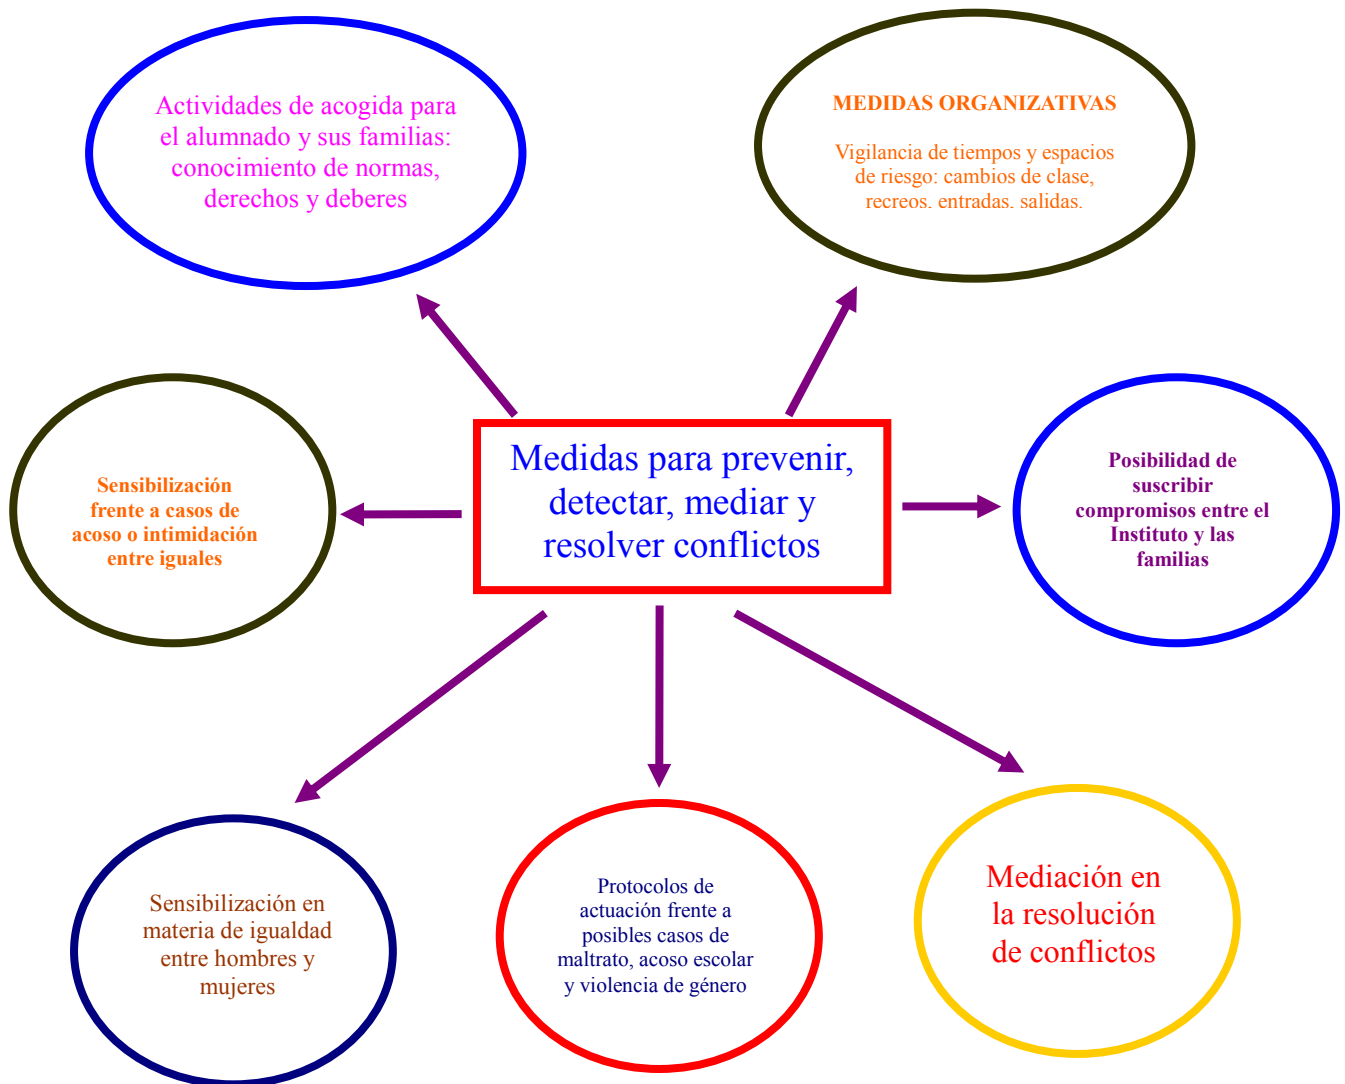 Actividades de acogida para
el alumnado y sus familias:
conocimiento de normas,
derechos y deberes
MEDIDAS ORGANIZATIVAS
Vigilancia de tiempos y espacios
de riesgo: cambios de clase,
recreos, entradas, salidas.
Medidas para prevenir,
detectar, mediar y
resolver conflictos
Sensibilización
frente a casos de
acoso o intimidación
entre iguales
Posibilidad de
suscribir
compromisos entre el
Instituto y las
familias
Sensibilización en
materia de igualdad
entre hombres y
mujeres
Protocolos de
actuación frente a
posibles casos de
maltrato, acoso escolar
y violencia de género
Mediación en
la resolución
de conflictos